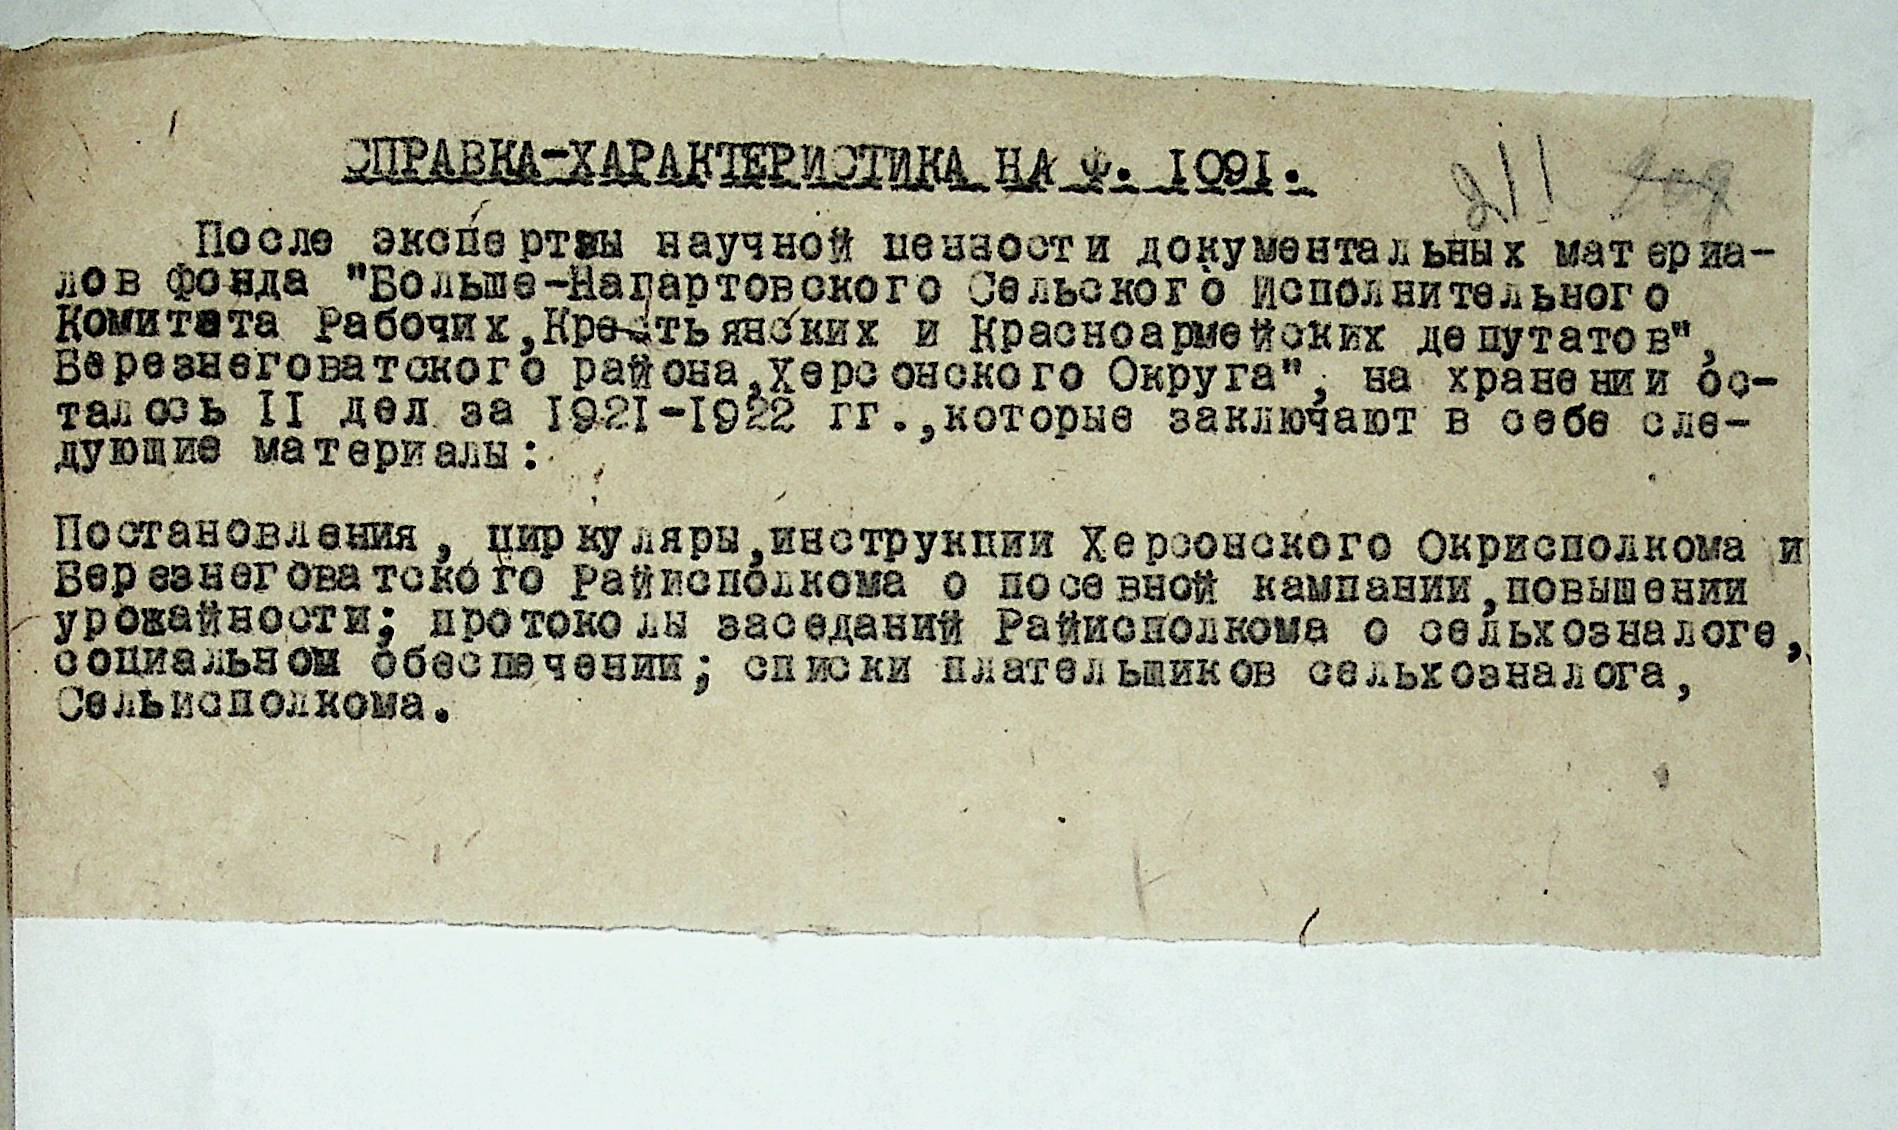 СПРАВКА-ХАРАКТЕРИСТИКА НА Ф. 1091.
211
После экспертзы научной ценности документальных материа-
лов фонда "Больше-Нагартовского Сельского Исполнительного
Комитета Рабочих,Крестьянских и Красноармейских депутатов",
Березнеговатского района,Херсонского Округа", на хранении ос-
талось II дел за 1921-1922 гг.,которые заключают в себе сле-
дующие материалы:
Постановления, циркуляры,инструкции Херсонского Окрисполкома и
Березнеговатского Райисполкома о посевной кампании,повышении
урожайности; протоколы заседаний Райисполкома о сельхозналоге,
социальном обеспечении; списки плательщиков сельхозналога,
Сельисполкома.